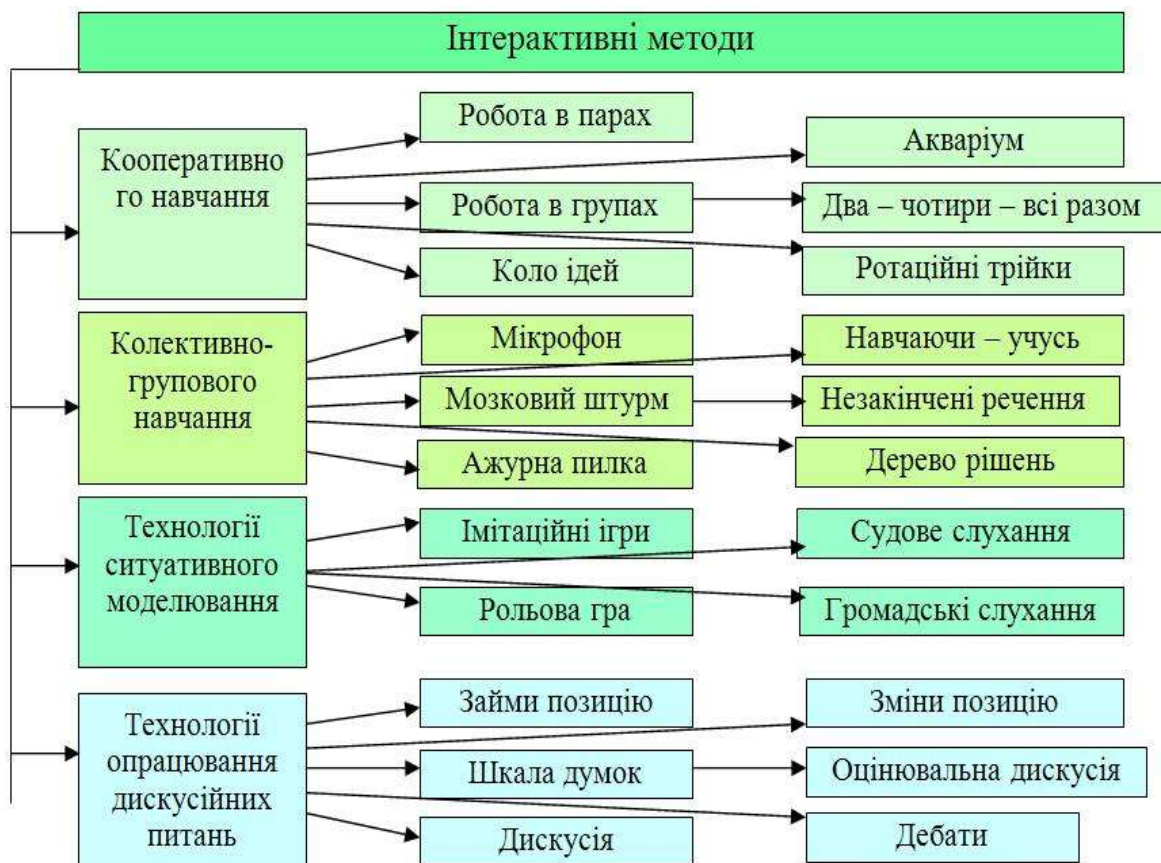 Інтерактивні методи
Кооперативно
го навчання
Робота в парах
Акваріум
Робота в групах
Два – чотири – всі разом
Коло ідей
Ротаційні трійки
Колективно-
групового
навчання
Мікрофон
Навчаючи – учусь
Мозковий штурм
Незакінчені речення
Ажурна пилка
Дерево рішень
Технології
ситуативного
моделювання
Імітаційні ігри
Судове слухання
Рольова гра
Громадські слухання
Технології
опрацювання
дискусійних
питань
Займи позицію
Зміни позицію
Шкала думок
Оцінювальна дискусія
Дискусія
Дебати